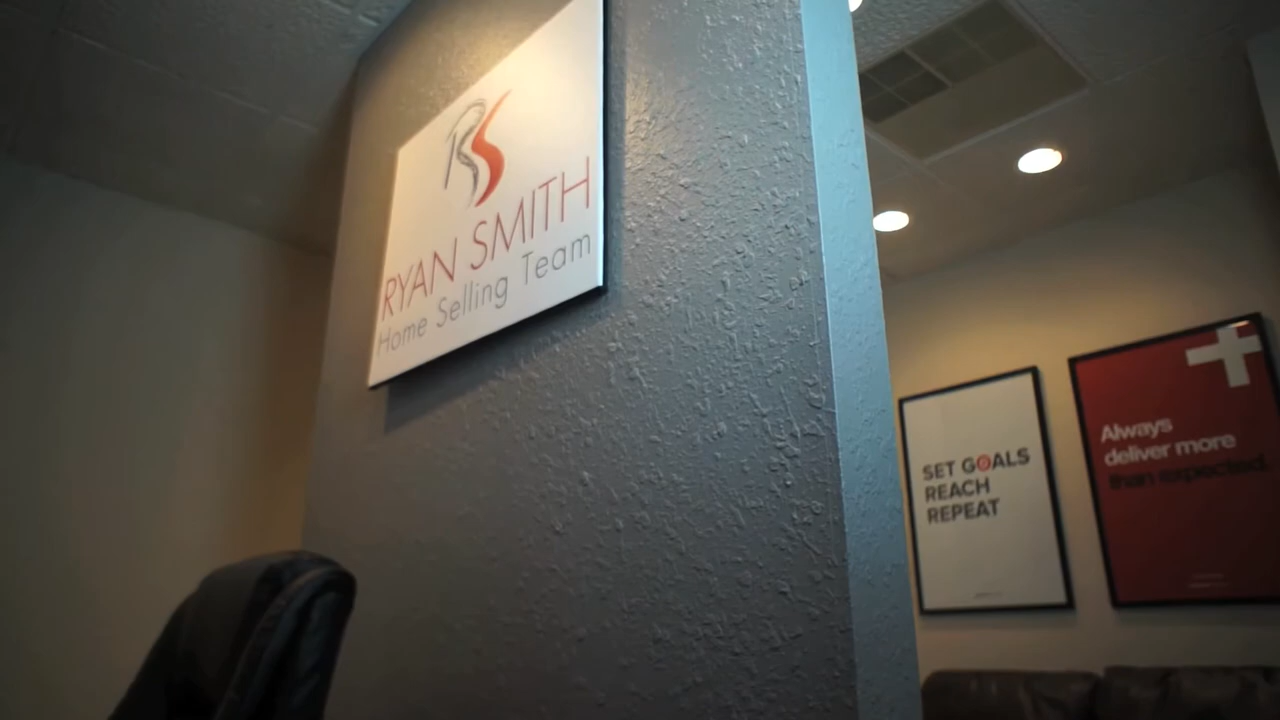 RS
RYAN SMITH
Home Selling Team
SET GOALS
REACH
REPEAT
Always
deliver more
than expected.